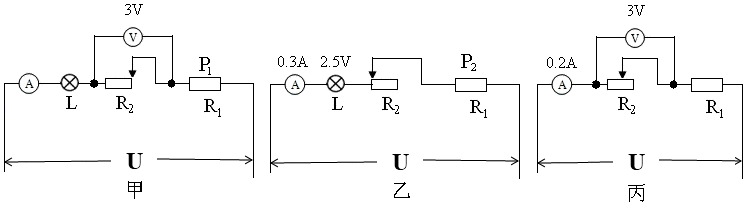 3V
V
A
L
R₂
P₁
R₁
U
甲
0.3A 2.5V
A
L
R₂
P₂
R₁
U
乙
3V
V
0.2A
A
R₂
R₁
U
丙